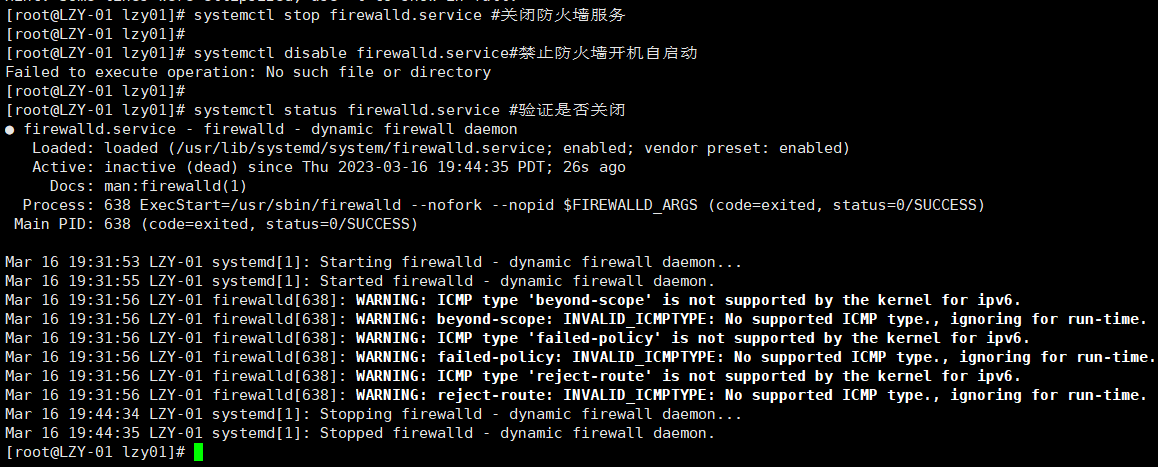 [root@LZY-01 lzy01]# systemctl stop firewalld.service #关闭防火墙服务
[root@LZY-01 lzy01]#
[root@LZY-01 lzy01]# systemctl disable firewalld.service#禁止防火墙开机自启动
Failed to execute operation: No such file or directory
[root@LZY-01 lzy01]#
[root@LZY-01 lzy01]# systemctl status firewalld.service #验证是否关闭
● firewalld.service - firewalld - dynamic firewall daemon
   Loaded: loaded (/usr/lib/systemd/system/firewalld.service; enabled; vendor preset: enabled)
   Active: inactive (dead) since Thu 2023-03-16 19:44:35 PDT; 26s ago
     Docs: man:firewalld(1)
  Process: 638 ExecStart=/usr/sbin/firewalld --nofork --nopid $FIREWALLD_ARGS (code=exited, status=0/SUCCESS)
 Main PID: 638 (code=exited, status=0/SUCCESS)

Mar 16 19:31:53 LZY-01 systemd[1]: Starting firewalld - dynamic firewall daemon...
Mar 16 19:31:55 LZY-01 systemd[1]: Started firewalld - dynamic firewall daemon.
Mar 16 19:31:56 LZY-01 firewalld[638]: WARNING: ICMP type 'beyond-scope' is not supported by the kernel for ipv6.
Mar 16 19:31:56 LZY-01 firewalld[638]: WARNING: beyond-scope: INVALID_ICMPTYPE: No supported ICMP type., ignoring for run-time.
Mar 16 19:31:56 LZY-01 firewalld[638]: WARNING: ICMP type 'failed-policy' is not supported by the kernel for ipv6.
Mar 16 19:31:56 LZY-01 firewalld[638]: WARNING: failed-policy: INVALID_ICMPTYPE: No supported ICMP type., ignoring for run-time.
Mar 16 19:31:56 LZY-01 firewalld[638]: WARNING: ICMP type 'reject-route' is not supported by the kernel for ipv6.
Mar 16 19:31:56 LZY-01 firewalld[638]: WARNING: reject-route: INVALID_ICMPTYPE: No supported ICMP type., ignoring for run-time.
Mar 16 19:44:34 LZY-01 systemd[1]: Stopping firewalld - dynamic firewall daemon...
Mar 16 19:44:35 LZY-01 systemd[1]: Stopped firewalld - dynamic firewall daemon.
[root@LZY-01 lzy01]#